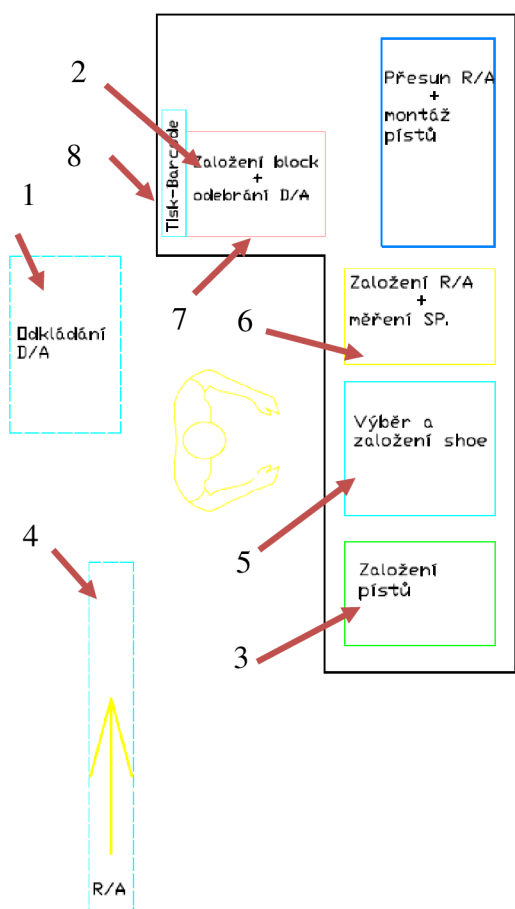 2
Přesun R/A
+
montáž
pístů
8
Tisk-Barcode
Založení block
+
odebrání D/A
1
7
Založení R/A
+
měření SP.
6
Odkládání
D/A
Výběr a
založení shoe
4
5
Založení
pístů
3
R/A